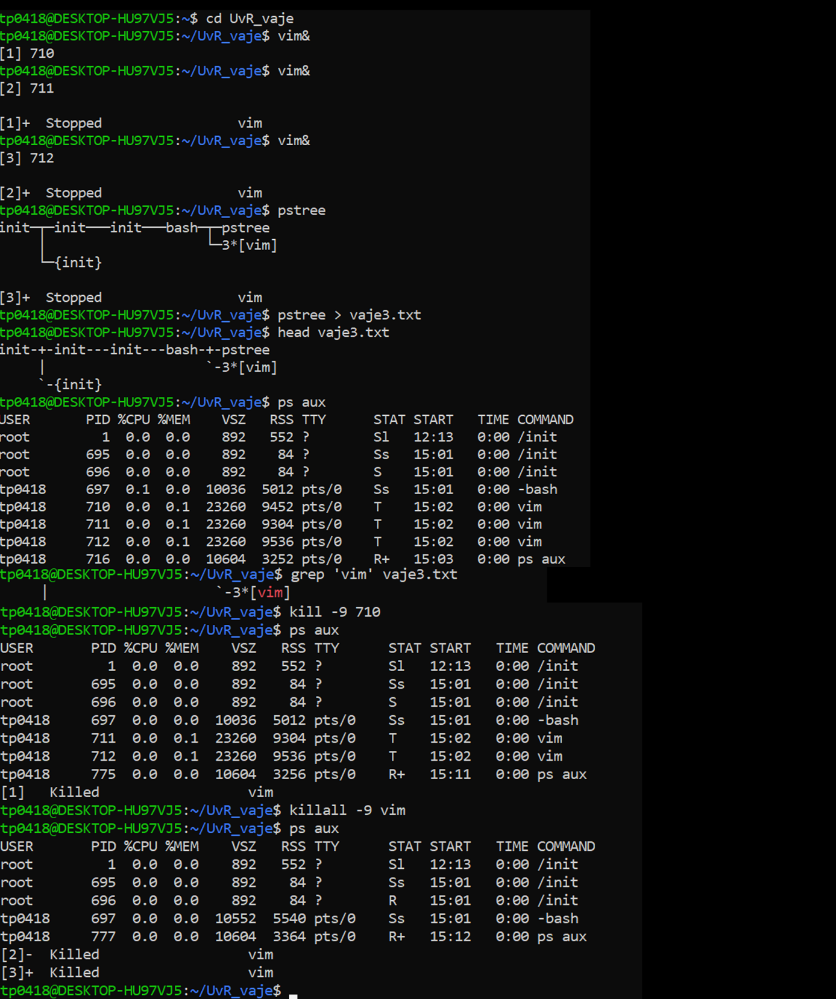 tp0418@DESKTOP-HU97VJ5:~$ cd UvR_vaje
tp0418@DESKTOP-HU97VJ5:~/UvR_vaje$ vim&
[1] 710
tp0418@DESKTOP-HU97VJ5:~/UvR_vaje$ vim&
[2] 711

[1]+  Stopped                 vim
tp0418@DESKTOP-HU97VJ5:~/UvR_vaje$ vim&
[3] 712

[2]+  Stopped                 vim
tp0418@DESKTOP-HU97VJ5:~/UvR_vaje$ pstree
init─┬─init───init───bash─┬─pstree
     │                    └─3*[vim]
     └─{init}

[3]+  Stopped                 vim
tp0418@DESKTOP-HU97VJ5:~/UvR_vaje$ pstree > vaje3.txt
tp0418@DESKTOP-HU97VJ5:~/UvR_vaje$ head vaje3.txt
init-+-init---init---bash-+-pstree
     |                    `-3*[vim]
     `-{init}
tp0418@DESKTOP-HU97VJ5:~/UvR_vaje$ ps aux
USER       PID %CPU %MEM    VSZ   RSS TTY      STAT START   TIME COMMAND
root         1  0.0  0.0    892   552 ?        Sl   12:13   0:00 /init
root       695  0.0  0.0    892    84 ?        Ss   15:01   0:00 /init
root       696  0.0  0.0    892    84 ?        S    15:01   0:00 /init
tp0418     697  0.1  0.0  10036  5012 pts/0    Ss   15:01   0:00 -bash
tp0418     710  0.0  0.1  23260  9452 pts/0    T    15:02   0:00 vim
tp0418     711  0.0  0.1  23260  9304 pts/0    T    15:02   0:00 vim
tp0418     712  0.0  0.1  23260  9536 pts/0    T    15:02   0:00 vim
tp0418     716  0.0  0.0  10604  3252 pts/0    R+   15:03   0:00 ps aux
tp0418@DESKTOP-HU97VJ5:~/UvR_vaje$ grep 'vim' vaje3.txt
     |                    `-3*[vim]
tp0418@DESKTOP-HU97VJ5:~/UvR_vaje$ kill -9 710
tp0418@DESKTOP-HU97VJ5:~/UvR_vaje$ ps aux
USER       PID %CPU %MEM    VSZ   RSS TTY      STAT START   TIME COMMAND
root         1  0.0  0.0    892   552 ?        Sl   12:13   0:00 /init
root       695  0.0  0.0    892    84 ?        Ss   15:01   0:00 /init
root       696  0.0  0.0    892    84 ?        S    15:01   0:00 /init
tp0418     697  0.0  0.0  10036  5012 pts/0    Ss   15:01   0:00 -bash
tp0418     711  0.0  0.1  23260  9304 pts/0    T    15:02   0:00 vim
tp0418     712  0.0  0.1  23260  9536 pts/0    T    15:02   0:00 vim
tp0418     775  0.0  0.0  10604  3256 pts/0    R+   15:11   0:00 ps aux
[1]   Killed                  vim
tp0418@DESKTOP-HU97VJ5:~/UvR_vaje$ killall -9 vim
tp0418@DESKTOP-HU97VJ5:~/UvR_vaje$ ps aux
USER       PID %CPU %MEM    VSZ   RSS TTY      STAT START   TIME COMMAND
root         1  0.0  0.0    892   552 ?        Sl   12:13   0:00 /init
root       695  0.0  0.0    892    84 ?        Ss   15:01   0:00 /init
root       696  0.0  0.0    892    84 ?        R    15:01   0:00 /init
tp0418     697  0.0  0.0  10552  5540 pts/0    Ss   15:01   0:00 -bash
tp0418     777  0.0  0.0  10604  3364 pts/0    R+   15:12   0:00 ps aux
[2]-  Killed                  vim
[3]+  Killed                  vim
tp0418@DESKTOP-HU97VJ5:~/UvR_vaje$